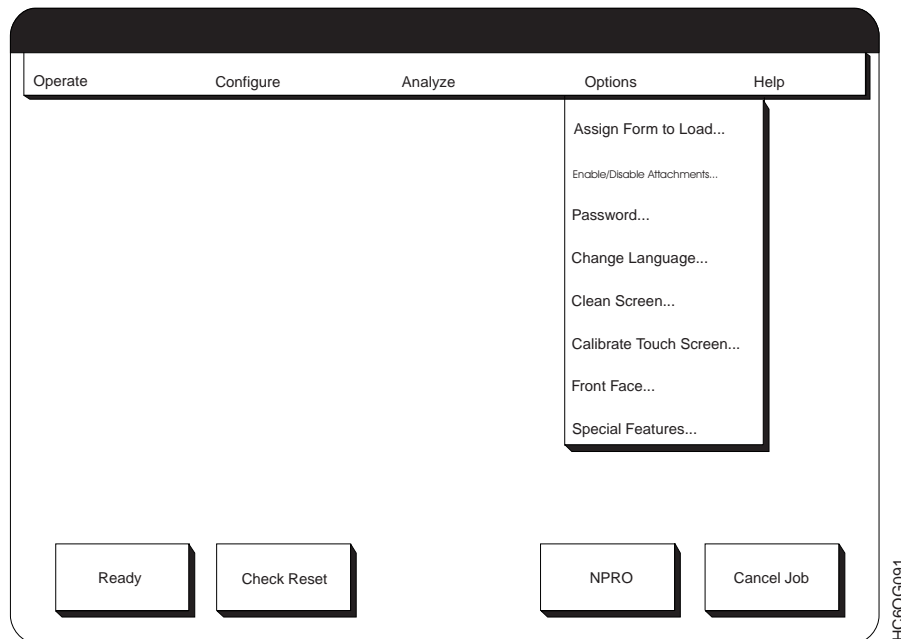 Operate Configure Analyze Options Help
Assign Form to Load...
Enable/Disable Attachments...
Password...
Change Language...
Clean Screen...
Calibrate Touch Screen...
Front Face...
Special Features...
Ready Check Reset NPRO Cancel Job
HC6OG091